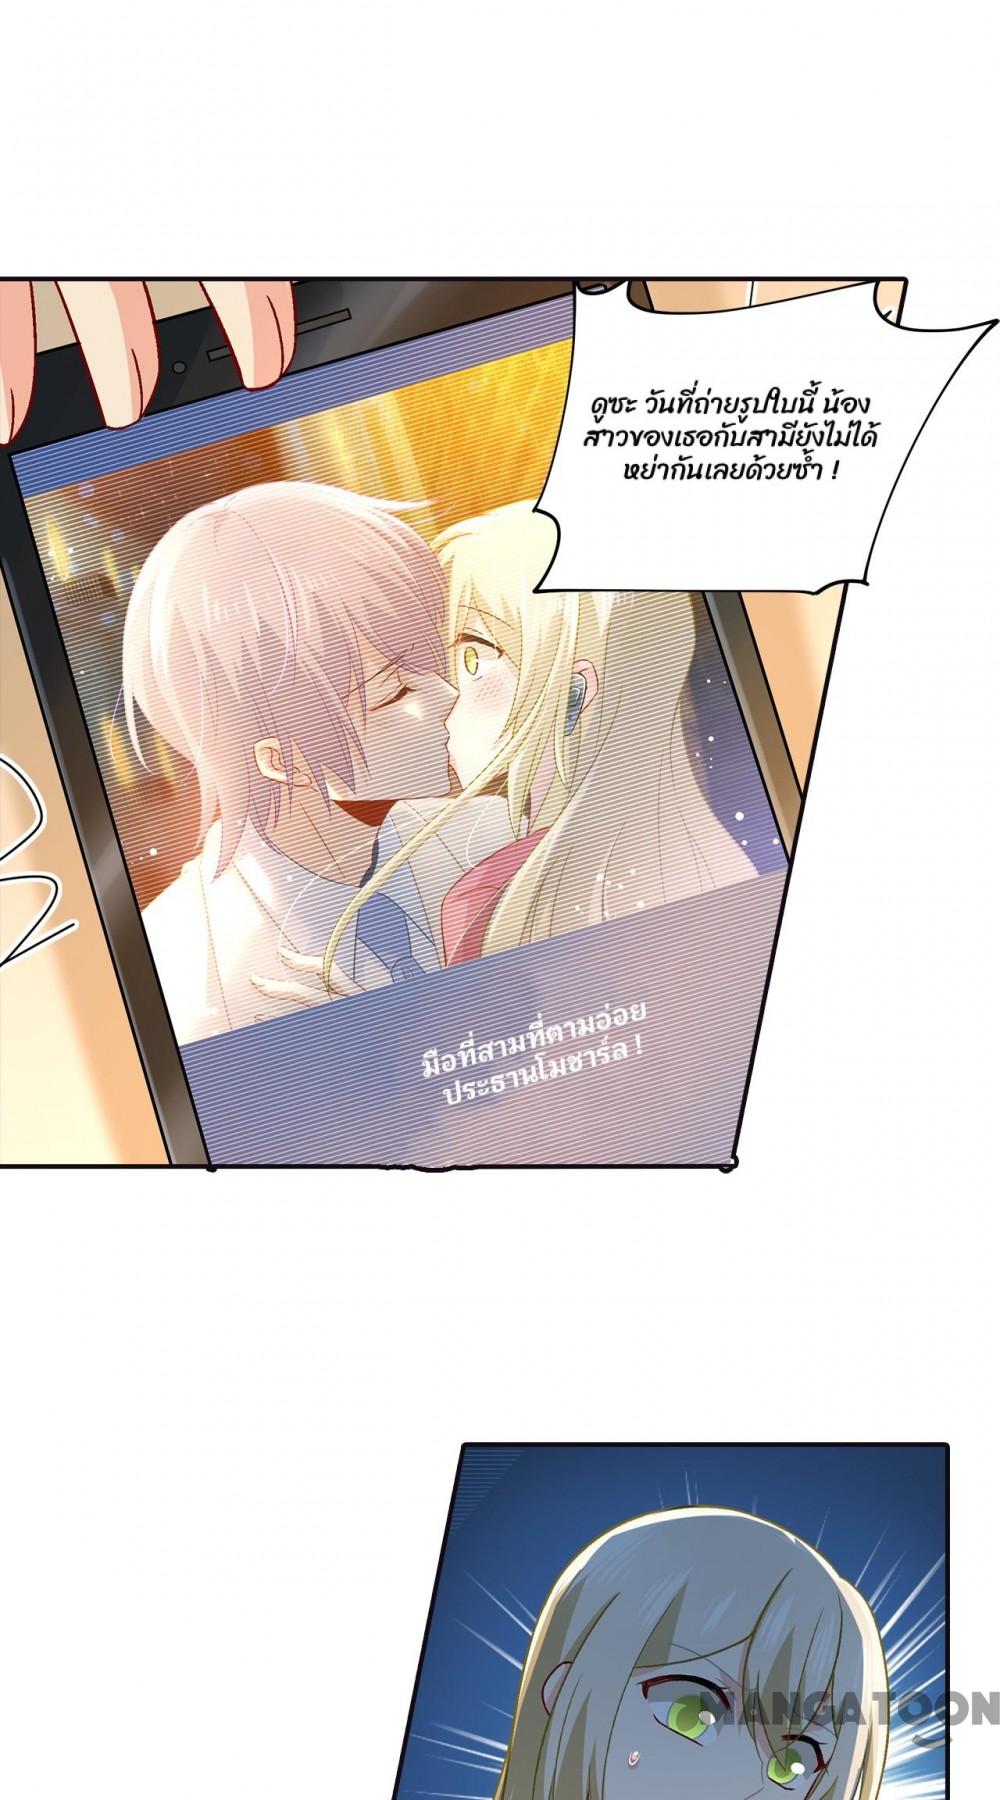 ดูซะ วันที่ถ่ายรูปใบนี้ น้อง
สาวของเธอกับสามียังไม่ได้
หย่ากันเลยด้วยซ้ำ !
มือที่สามที่ตามอ่อย
ประธานโมชาร์ล !
MANGATOON